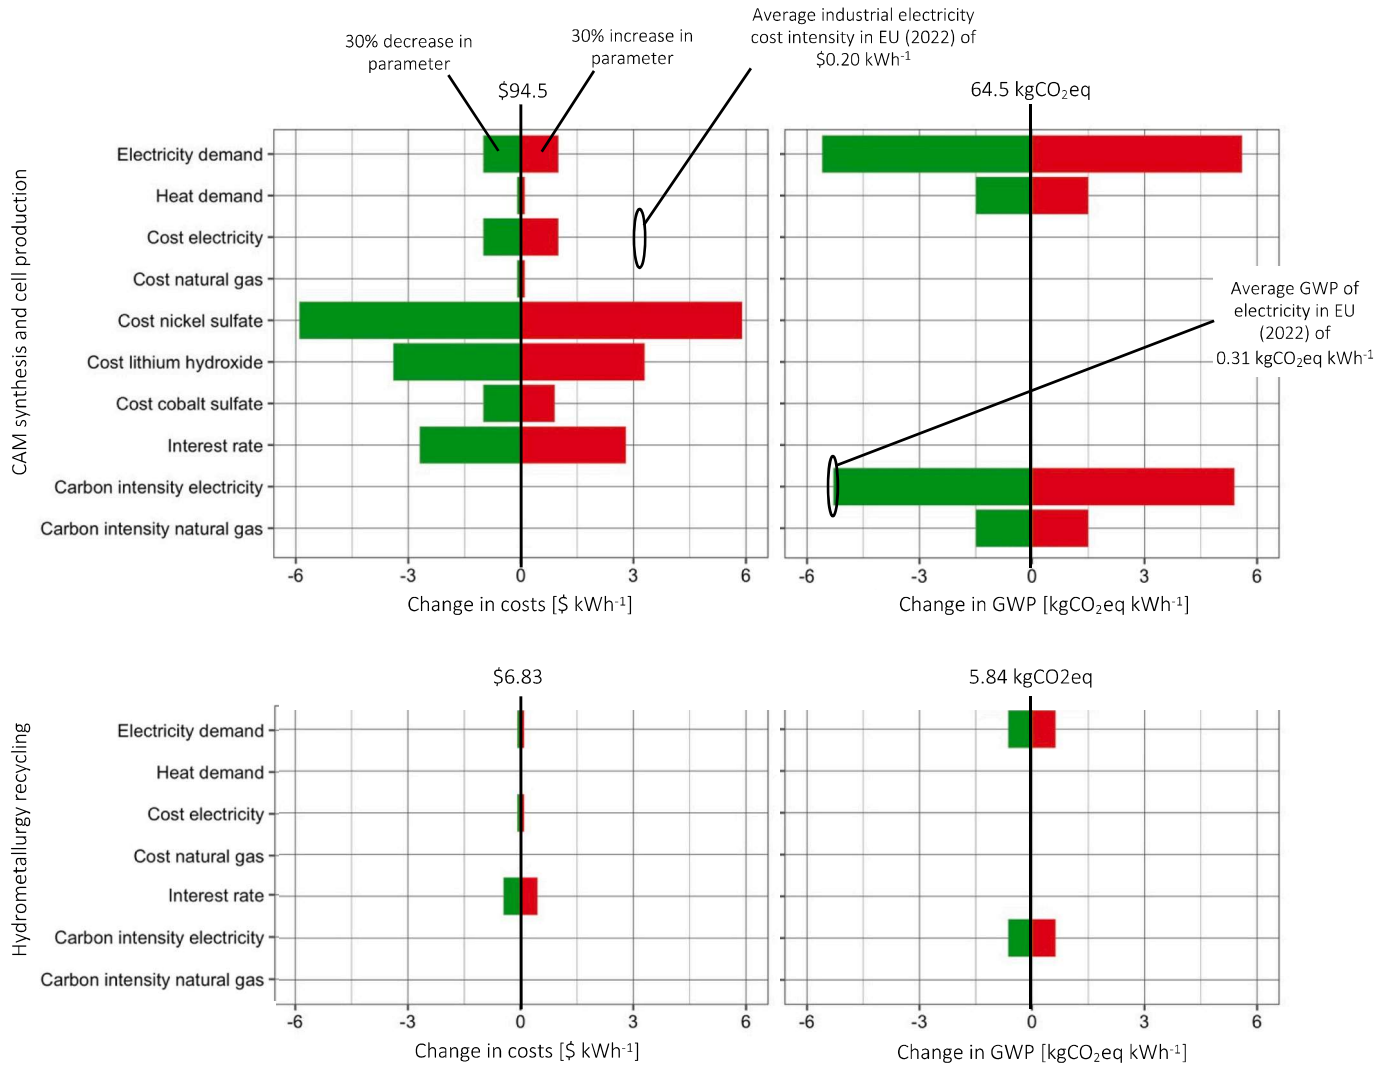 Average industrial electricity
cost intensity in EU (2022) of
$0.20 kWh⁻¹
30% decrease in
parameter
30% increase in
parameter
$94.5
64.5 kgCO₂eq
CAM synthesis and cell production
Electricity demand
Heat demand
Cost electricity
Cost natural gas
Cost nickel sulfate
Cost lithium hydroxide
Cost cobalt sulfate
Interest rate
Carbon intensity electricity
Carbon intensity natural gas
Average GWP of
electricity in EU
(2022) of
0.31 kgCO₂eq kWh⁻¹
-6 -3 0 3 6
-6 -3 0 3 6
Change in costs [$ kWh⁻¹]
Change in GWP [kgCO₂eq kWh⁻¹]
$6.83
5.84 kgCO2eq
Hydrometallurgy recycling
Electricity demand
Heat demand
Cost electricity
Cost natural gas
Interest rate
Carbon intensity electricity
Carbon intensity natural gas
-6 -3 0 3 6
-6 -3 0 3 6
Change in costs [$ kWh⁻¹]
Change in GWP [kgCO₂eq kWh⁻¹]